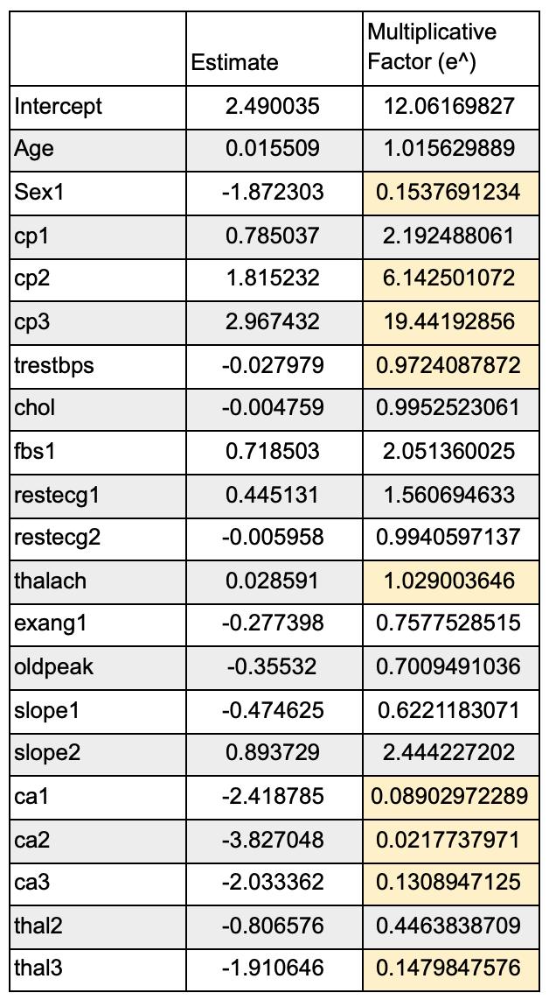 Estimate Multiplicative Factor (e^)
Intercept 2.490035 12.06169827
Age 0.015509 1.015629889
Sex1 -1.872303 0.1537691234
cp1 0.785037 2.192488061
cp2 1.815232 6.142501072
cp3 2.967432 19.44192856
trestbps -0.027979 0.9724087872
chol -0.004759 0.9952523061
fbs1 0.718503 2.051360025
restecg1 0.445131 1.560694633
restecg2 -0.005958 0.9940597137
thalach 0.028591 1.029003646
exang1 -0.277398 0.7577528515
oldpeak -0.35532 0.7009491036
slope1 -0.474625 0.6221183071
slope2 0.893729 2.444227202
ca1 -2.418785 0.08902972289
ca2 -3.827048 0.0217737971
ca3 -2.033362 0.1308947125
thal2 -0.806576 0.4463838709
thal3 -1.910646 0.1479847576